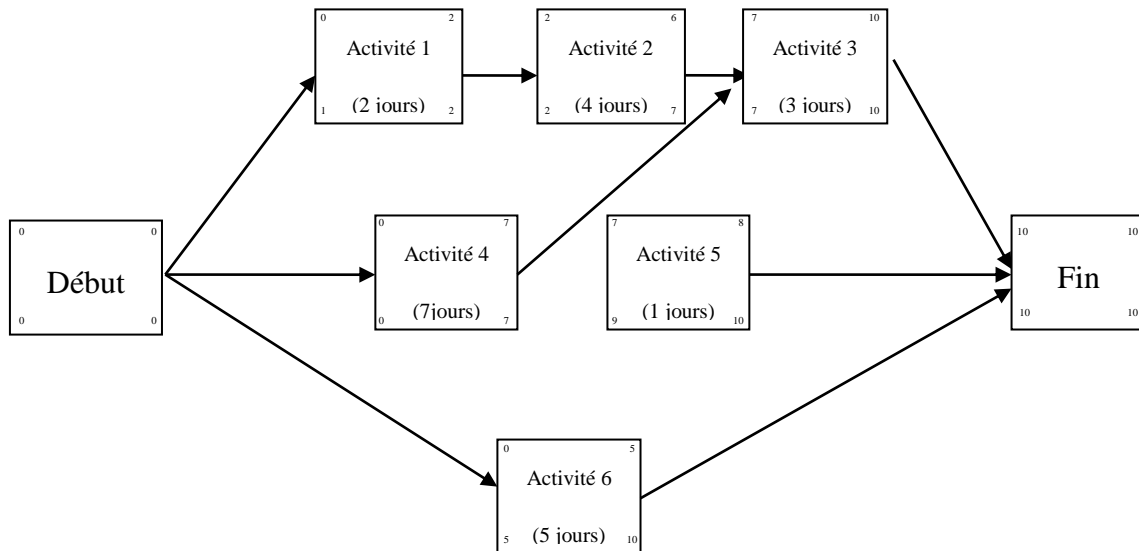 0 2
Activité 1
(2 jours)
1 2
2 6
Activité 2
(4 jours)
2 7
7 10
Activité 3
(3 jours)
7 10
0 0
Début
0 0
0 7
Activité 4
(7jours)
0 7
7 8
Activité 5
(1 jours)
9 10
10 10
Fin
10 10
0 5
Activité 6
(5 jours)
5 10